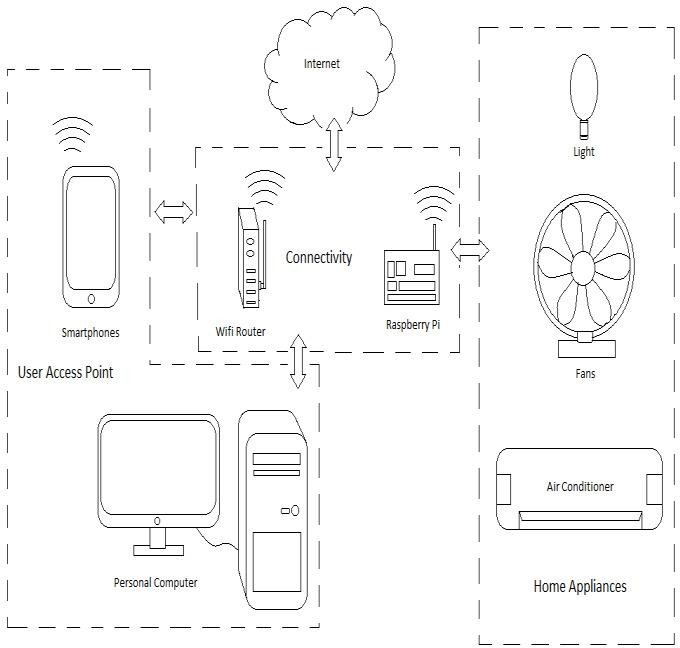 Internet
Light
Connectivity
Wifi Router
Raspberry Pi
Smartphones
User Access Point
Fans
Air Conditioner
Personal Computer
Home Appliances